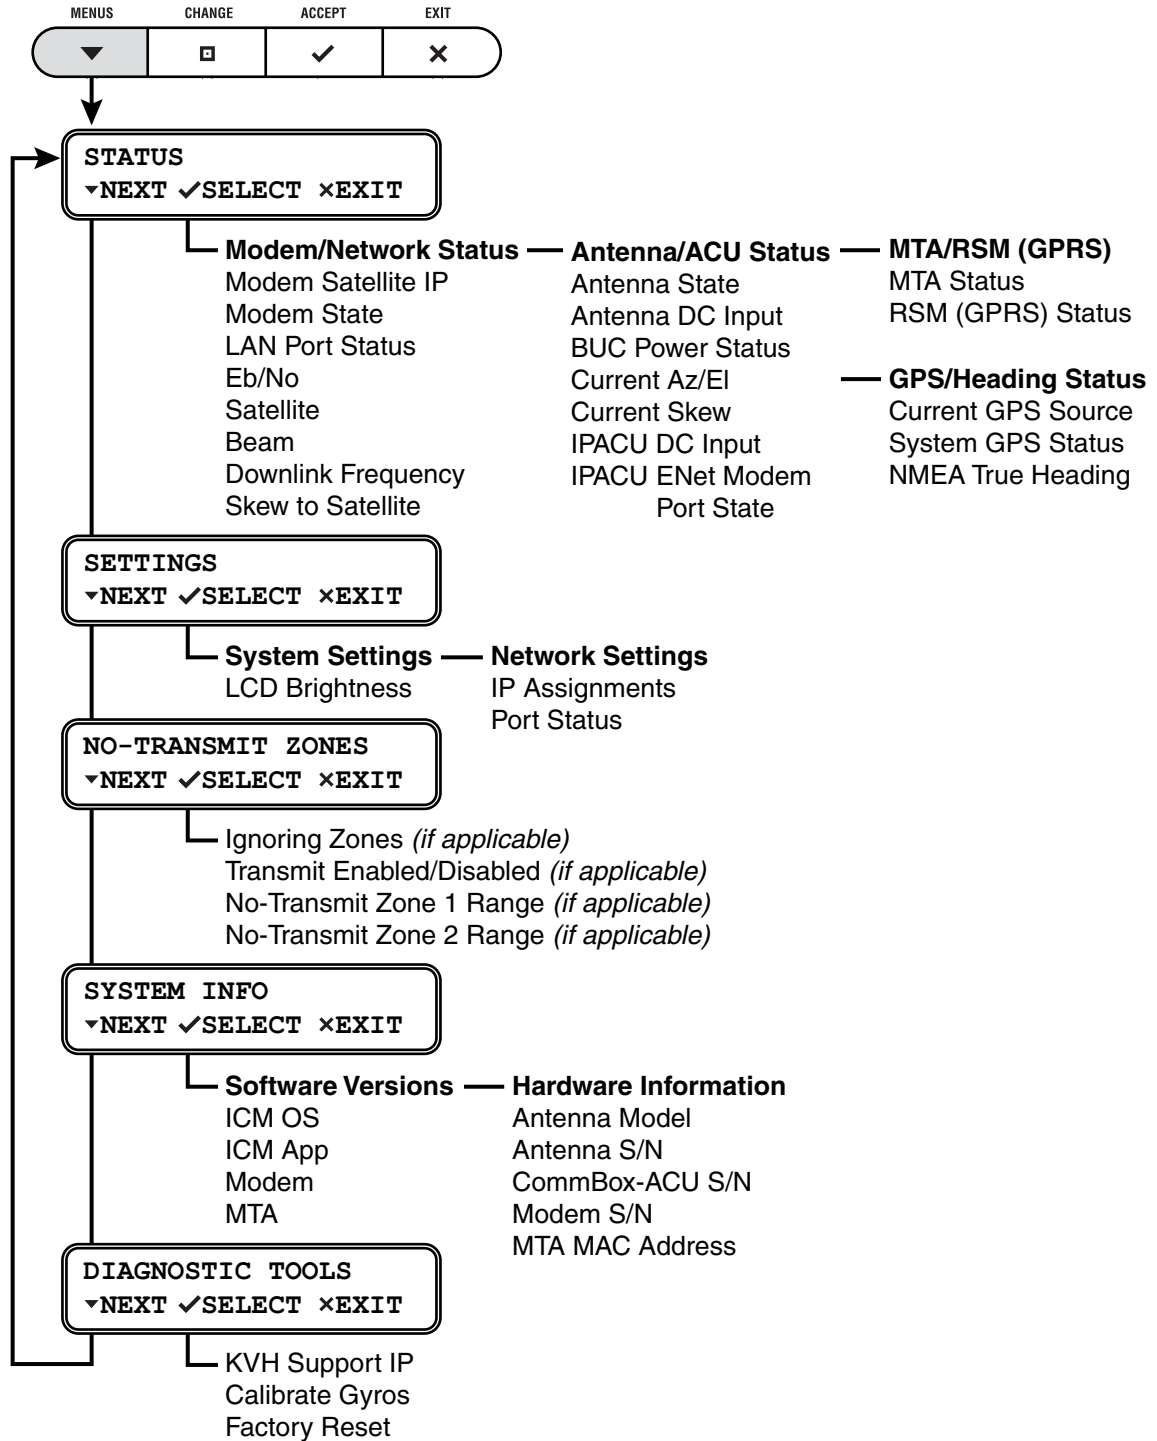 MENUS CHANGE ACCEPT EXIT
STATUS
▼NEXT ✓SELECT ×EXIT
Modem/Network Status
Modem Satellite IP
Modem State
LAN Port Status
Eb/No
Satellite
Beam
Downlink Frequency
Skew to Satellite
Antenna/ACU Status
Antenna State
Antenna DC Input
BUC Power Status
Current Az/El
Current Skew
IPACU DC Input
IPACU ENet Modem
Port State
MTA/RSM (GPRS)
MTA Status
RSM (GPRS) Status
GPS/Heading Status
Current GPS Source
System GPS Status
NMEA True Heading
SETTINGS
▼NEXT ✓SELECT ×EXIT
System Settings
LCD Brightness
Network Settings
IP Assignments
Port Status
NO-TRANSMIT ZONES
▼NEXT ✓SELECT ×EXIT
Ignoring Zones (if applicable)
Transmit Enabled/Disabled (if applicable)
No-Transmit Zone 1 Range (if applicable)
No-Transmit Zone 2 Range (if applicable)
SYSTEM INFO
▼NEXT ✓SELECT ×EXIT
Software Versions
ICM OS
ICM App
Modem
MTA
Hardware Information
Antenna Model
Antenna S/N
CommBox-ACU S/N
Modem S/N
MTA MAC Address
DIAGNOSTIC TOOLS
▼NEXT ✓SELECT ×EXIT
KVH Support IP
Calibrate Gyros
Factory Reset